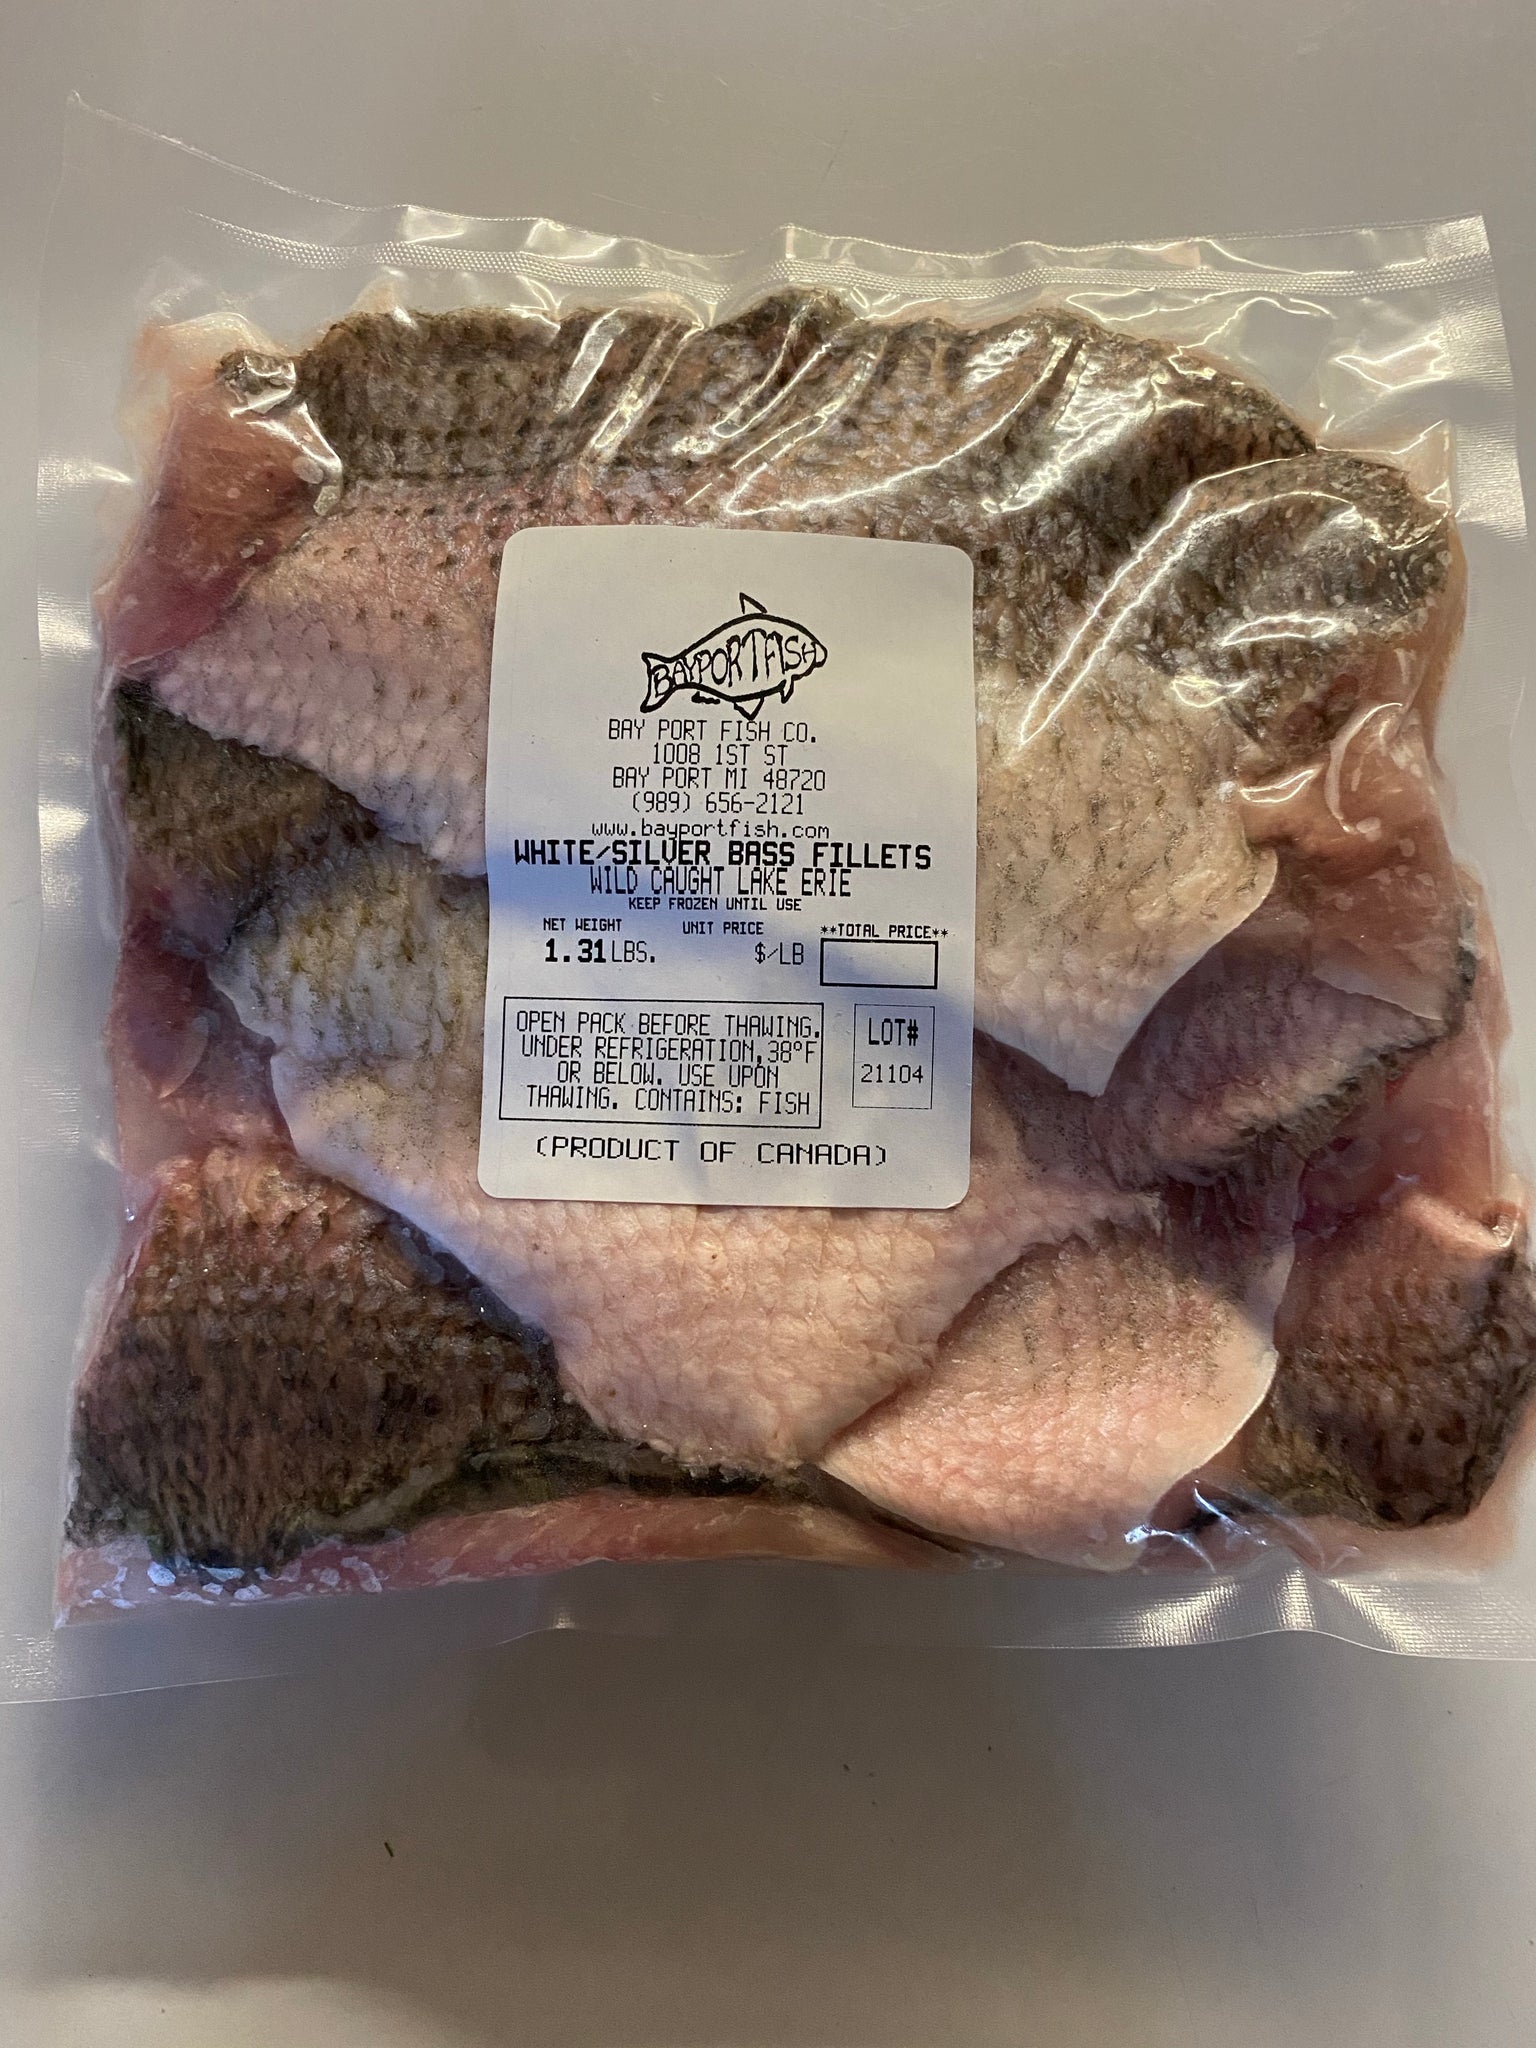 BAYPORT FISH
BAY PORT FISH CO.
1008 1ST ST
BAY PORT MI 48720
(989) 656-2121
www.bayportfish.com
WHITE/SILVER BASS FILLETS
WILD CAUGHT LAKE ERIE
KEEP FROZEN UNTIL USE
NET WEIGHT UNIT PRICE **TOTAL PRICE**
1.31 LBS. $/LB
OPEN PACK BEFORE THAWING.
UNDER REFRIGERATION, 38°F
OR BELOW. USE UPON
THAWING. CONTAINS: FISH
LOT#
21104
(PRODUCT OF CANADA)